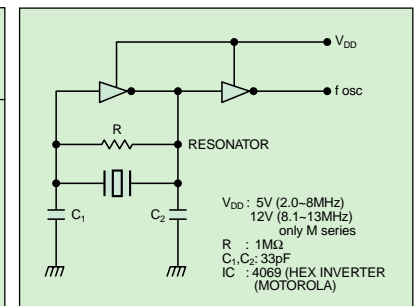 V_DD
f osc
R
RESONATOR
C₁
C₂
V_DD : 5V (2.0~8MHz)
12V (8.1~13MHz)
only M series
R : 1MΩ
C₁,C₂: 33pF
IC : 4069 (HEX INVERTER
(MOTOROLA)